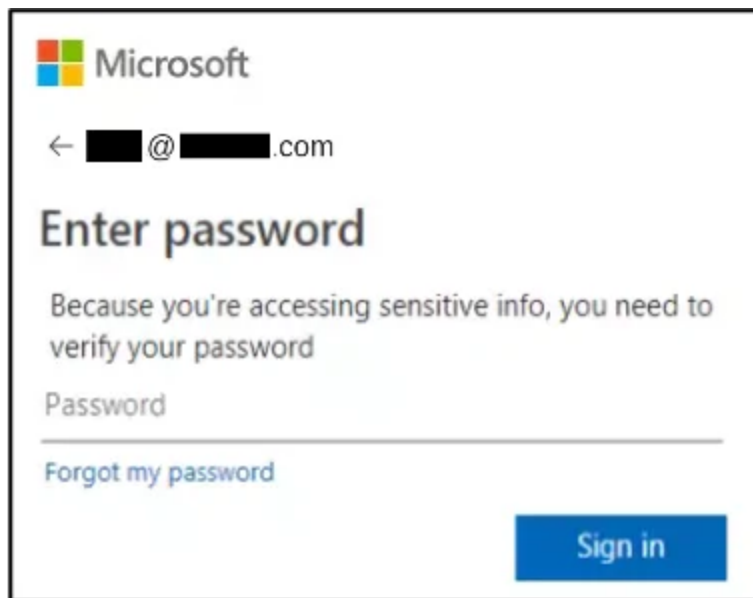 Microsoft
← @ .com
Enter password
Because you're accessing sensitive info, you need to
verify your password
Password
Forgot my password
Sign in